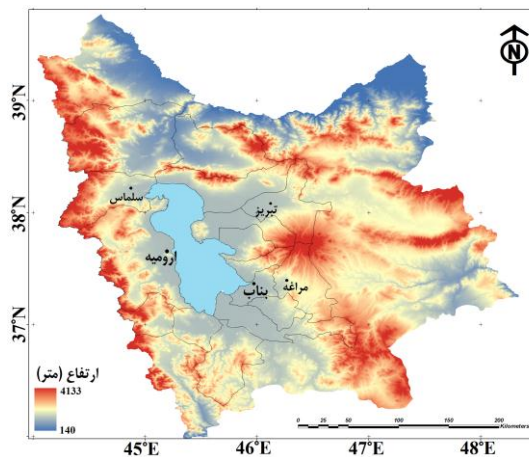 N
39°N
38°N
37°N
سلماس
تبریز
ارومیه
بناب
مراغه
ارتفاع (متر)
4133
140
0 25 50 100 150 200
Kilometers
45°E 46°E 47°E 48°E